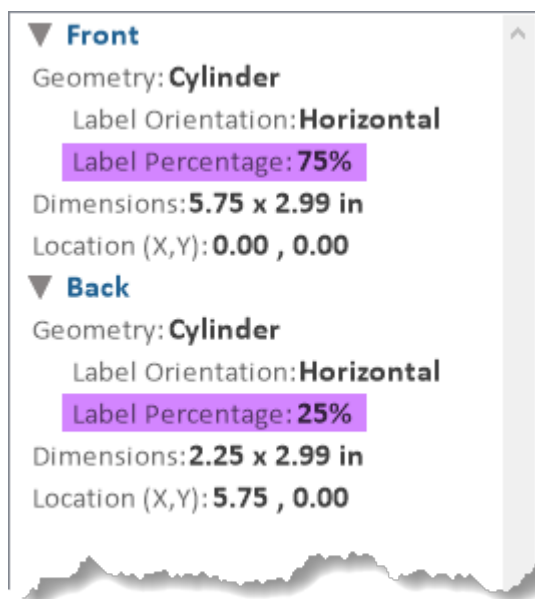 Front
Geometry: Cylinder
Label Orientation: Horizontal
Label Percentage: 75%
Dimensions: 5.75 x 2.99 in
Location (X,Y): 0.00 , 0.00
Back
Geometry: Cylinder
Label Orientation: Horizontal
Label Percentage: 25%
Dimensions: 2.25 x 2.99 in
Location (X,Y): 5.75 , 0.00